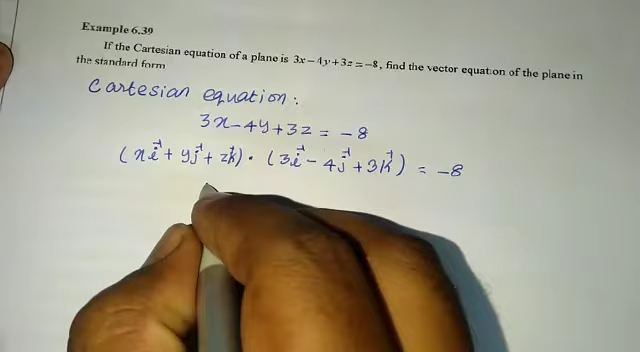 Example 6.39
If the Cartesian equation of a plane is 3x − 4y + 3z = −8, find the vector equation of the plane in
the standard form
Cartesian equation:
3x − 4y + 3z = −8
(xi⃗ + yj⃗ + zk⃗) · (3i⃗ − 4j⃗ + 3k⃗) = −8